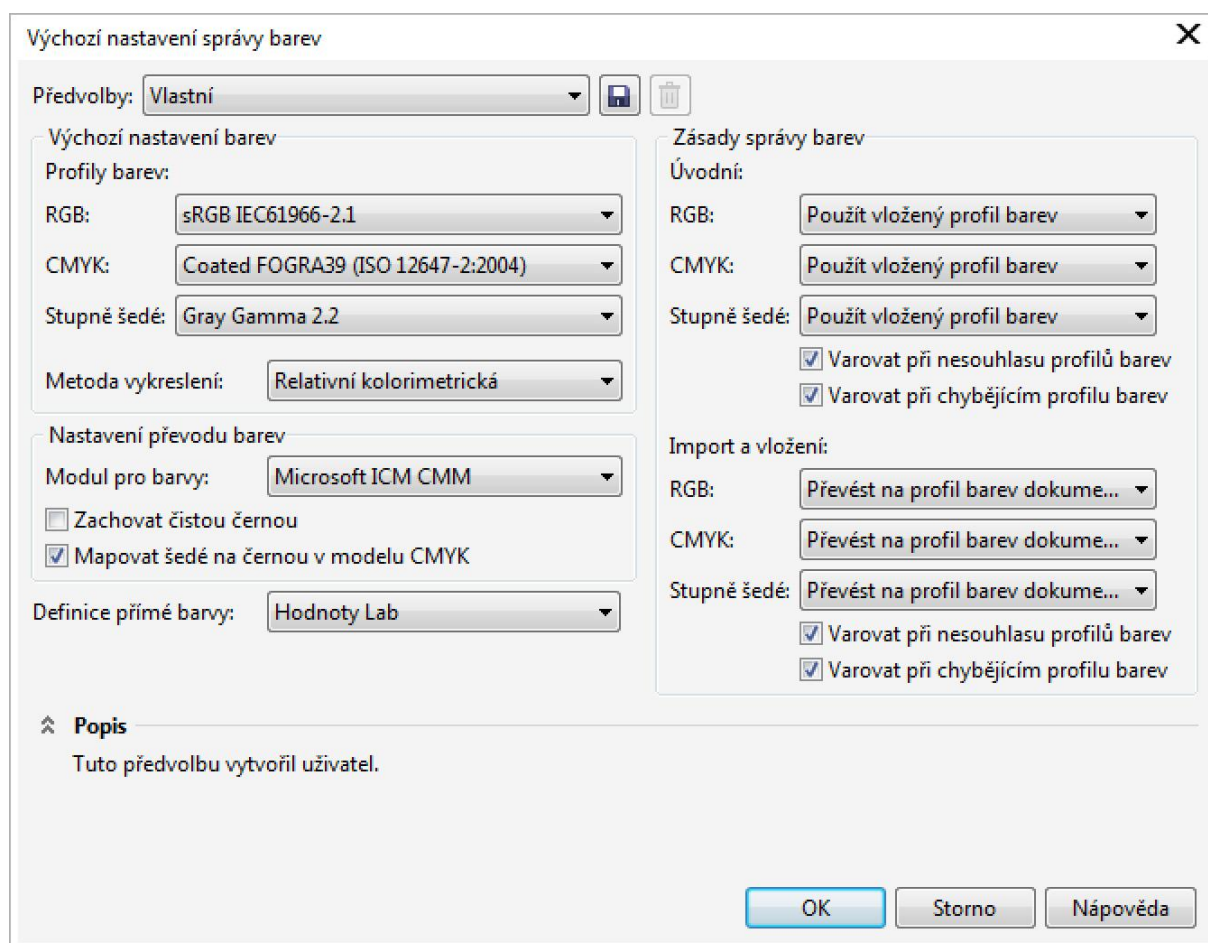 Výchozí nastavení správy barev
Předvolby: Vlastní
Výchozí nastavení barev
Profily barev:
RGB: sRGB IEC61966-2.1
CMYK: Coated FOGRA39 (ISO 12647-2:2004)
Stupně šedé: Gray Gamma 2.2
Metoda vykreslení: Relativní kolorimetrická
Nastavení převodu barev
Modul pro barvy: Microsoft ICM CMM
Zachovat čistou černou
Mapovat šedé na černou v modelu CMYK
Definice přímé barvy: Hodnoty Lab
Zásady správy barev
Úvodní:
RGB: Použít vložený profil barev
CMYK: Použít vložený profil barev
Stupně šedé: Použít vložený profil barev
Varovat při nesouhlasu profilů barev
Varovat při chybějícím profilu barev
Import a vložení:
RGB: Převést na profil barev dokume...
CMYK: Převést na profil barev dokume...
Stupně šedé: Převést na profil barev dokume...
Varovat při nesouhlasu profilů barev
Varovat při chybějícím profilu barev
Popis
Tuto předvolbu vytvořil uživatel.
OK Storno Nápověda